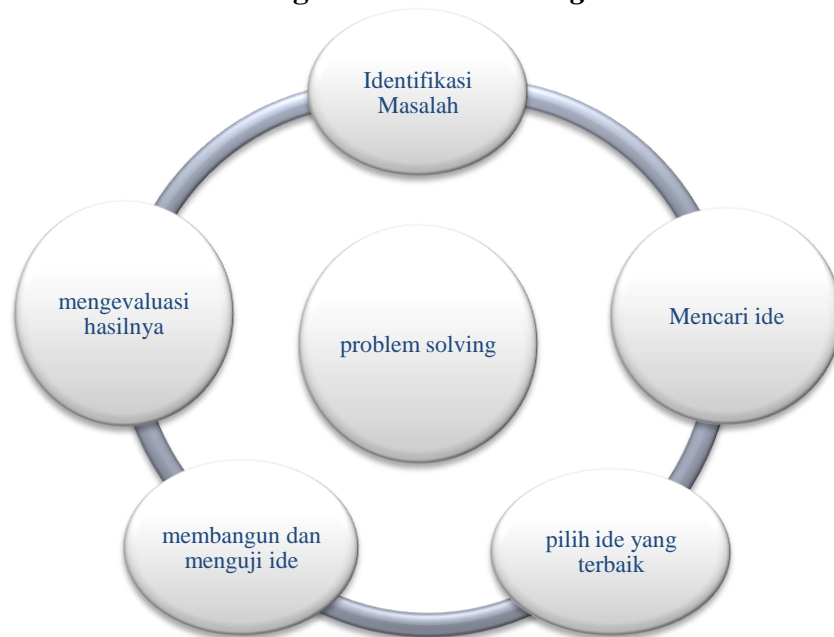 Identifikasi
Masalah
Mencari ide
pilih ide yang
terbaik
membangun dan
menguji ide
mengevaluasi
hasilnya
problem solving